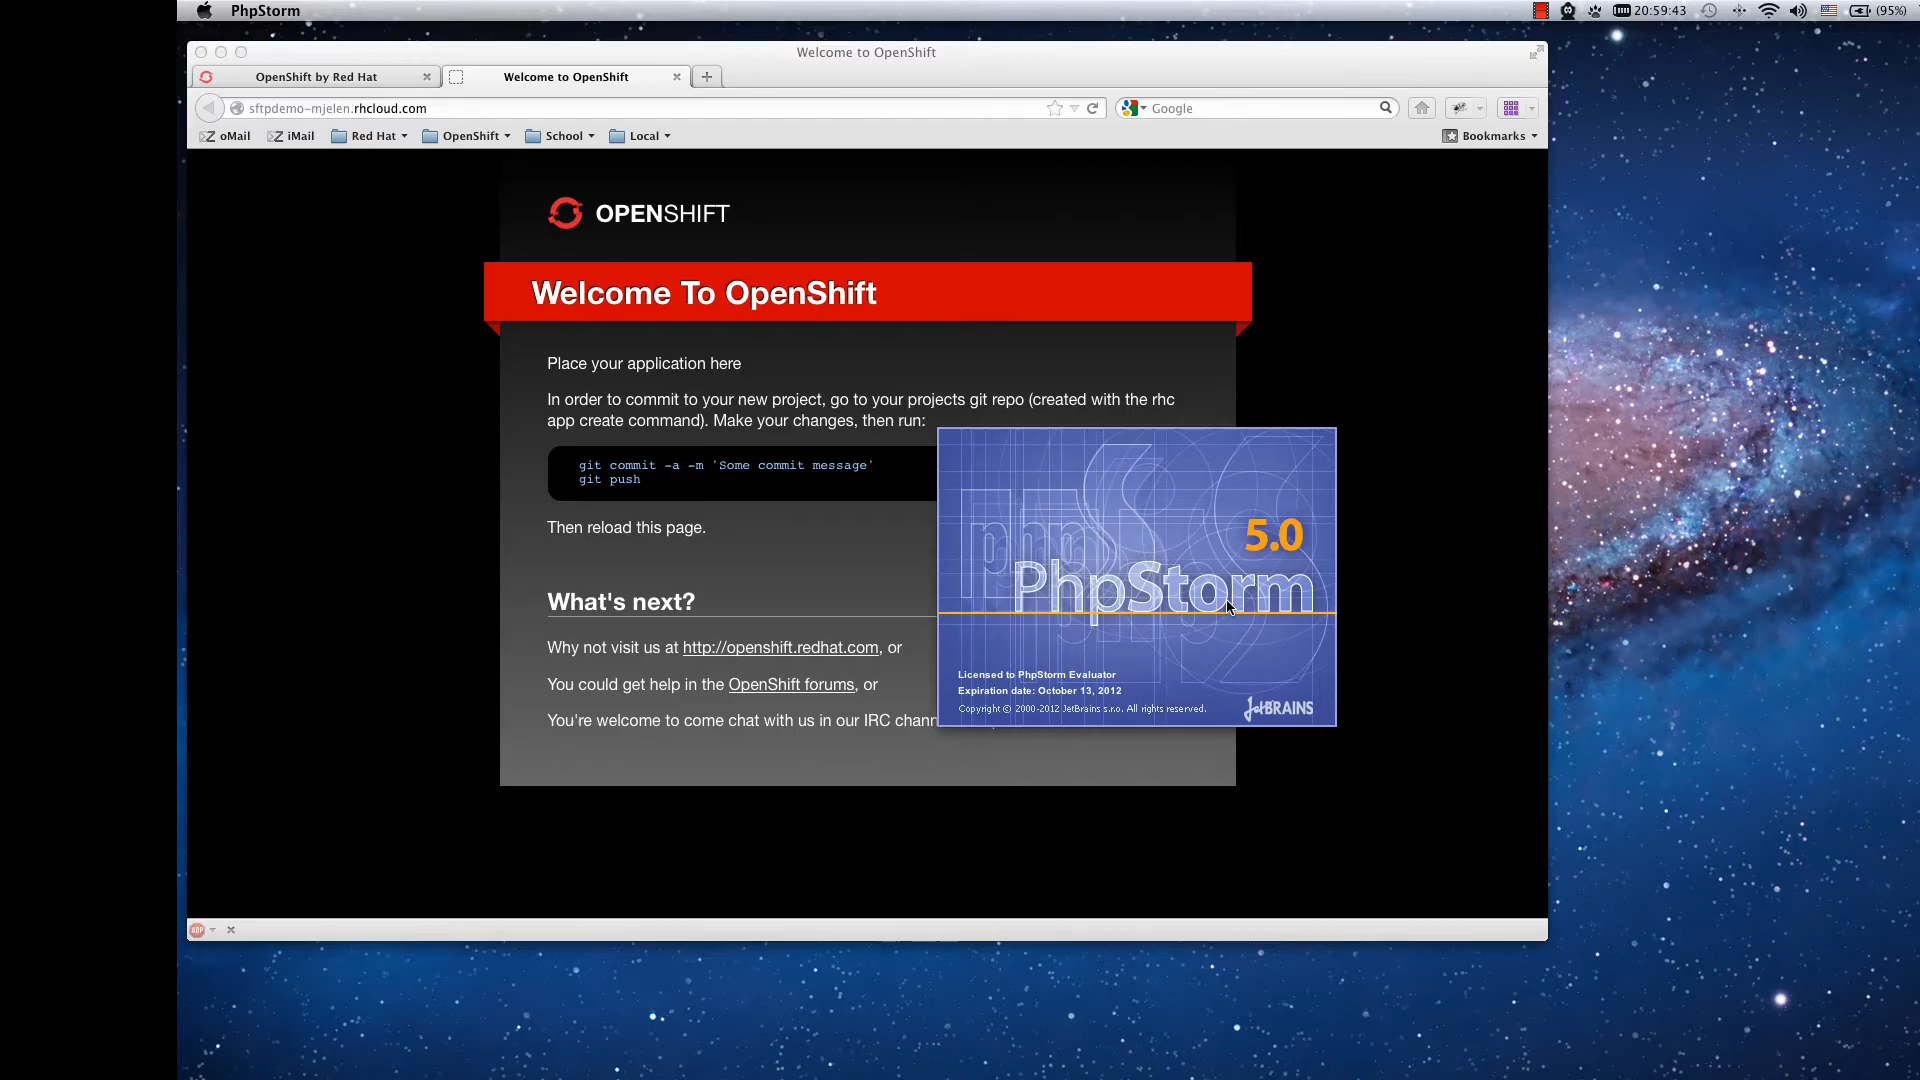 PhpStorm
20:59:43
(95%)
Welcome to OpenShift
OpenShift by Red Hat
Welcome to OpenShift
sftpdemo-mjelen.rhcloud.com
Google
oMail
iMail
Red Hat
OpenShift
School
Local
Bookmarks
OPENSHIFT
Welcome To OpenShift
Place your application here
In order to commit to your new project, go to your projects git repo (created with the rhc
app create command). Make your changes, then run:
git commit -a -m 'Some commit message'
git push
Then reload this page.
What's next?
Why not visit us at http://openshift.redhat.com, or
You could get help in the OpenShift forums, or
You're welcome to come chat with us in our IRC chann
5.0
PhpStorm
Licensed to PhpStorm Evaluator
Expiration date: October 13, 2012
Copyright © 2000-2012 JetBrains s.r.o. All rights reserved.
JetBRAINS
ABP